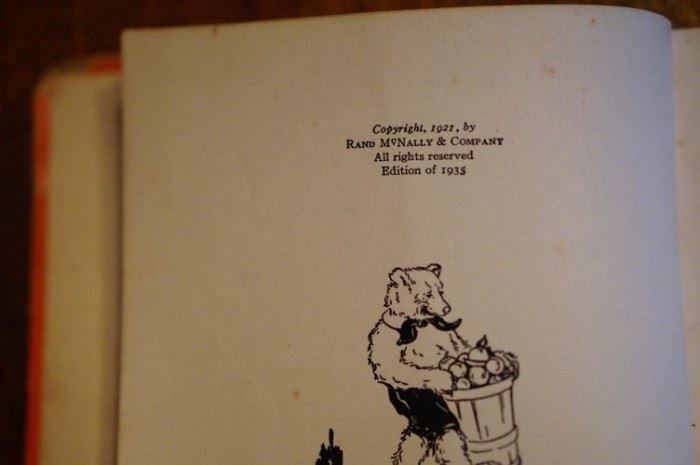 Copyright, 1921, by
RAND MᶜNALLY & COMPANY
All rights reserved
Edition of 1935